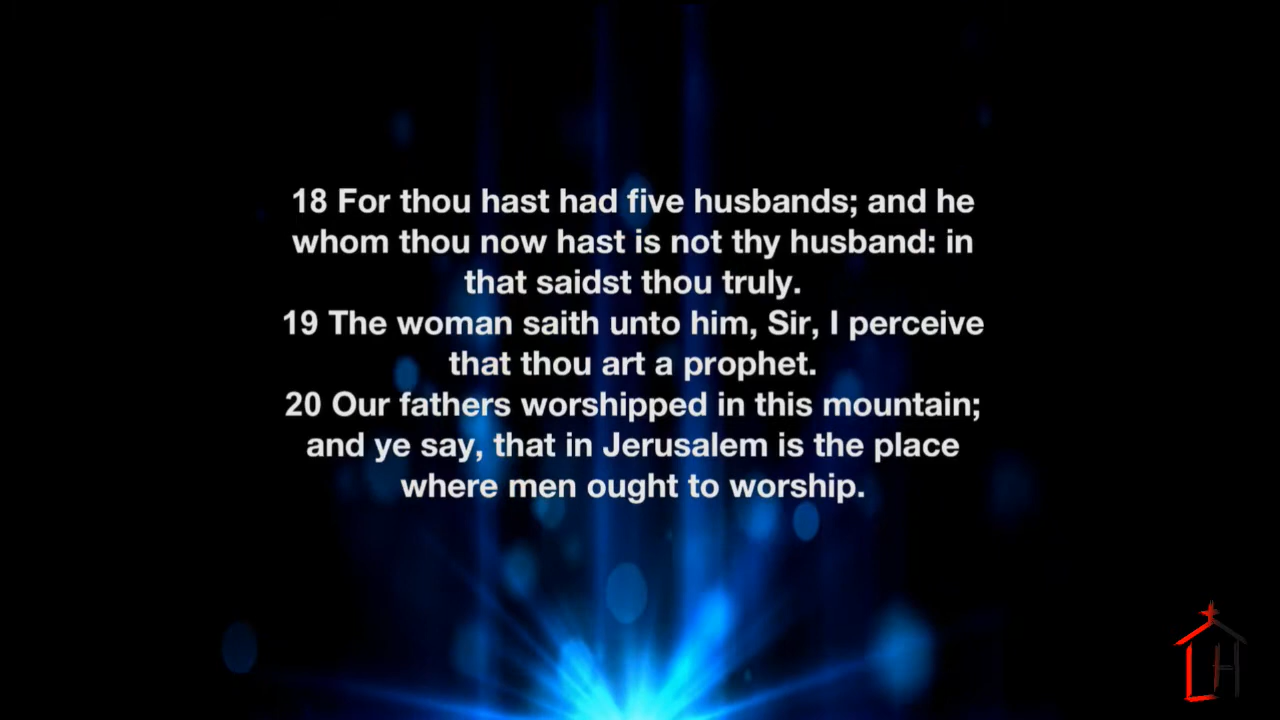 18 For thou hast had five husbands; and he
whom thou now hast is not thy husband: in
that saidst thou truly.
19 The woman saith unto him, Sir, I perceive
that thou art a prophet.
20 Our fathers worshipped in this mountain;
and ye say, that in Jerusalem is the place
where men ought to worship.